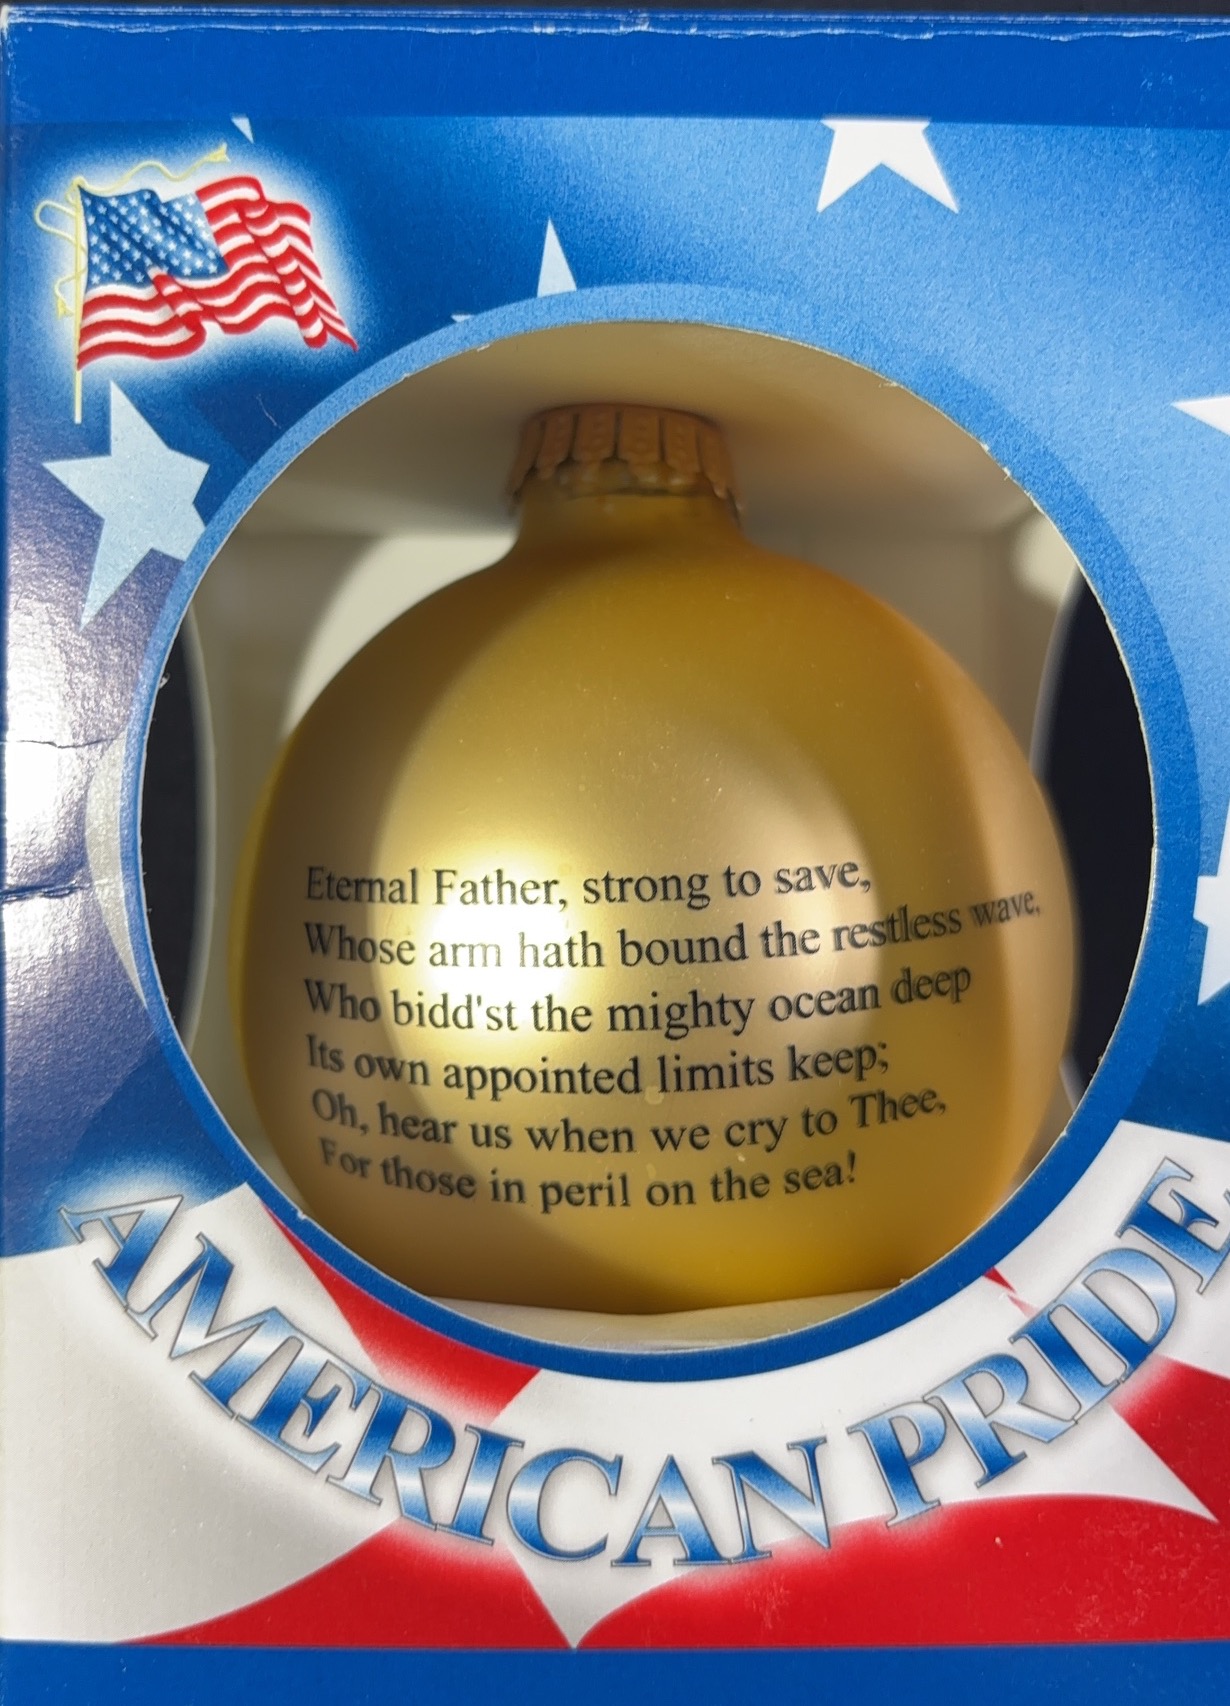 Eternal Father, strong to save,
Whose arm hath bound the restless wave,
Who bidd'st the mighty ocean deep
Its own appointed limits keep;
Oh, hear us when we cry to Thee,
For those in peril on the sea!
AMERICAN PRIDE